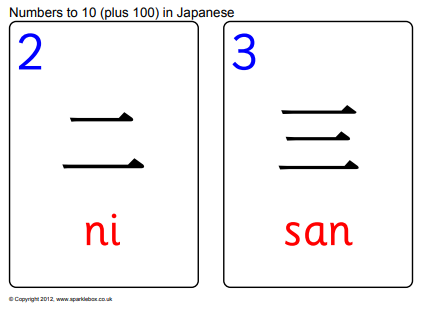 Numbers to 10 (plus 100) in Japanese
2
二
ni
3
三
san
© Copyright 2012, www.sparklebox.co.uk